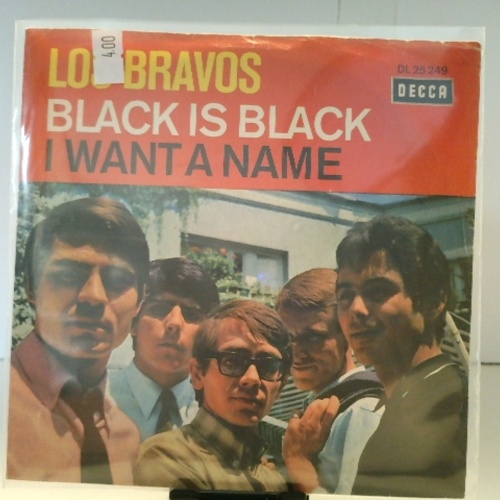 4.00
LOS BRAVOS
DL 25 249
DECCA
BLACK IS BLACK
I WANT A NAME